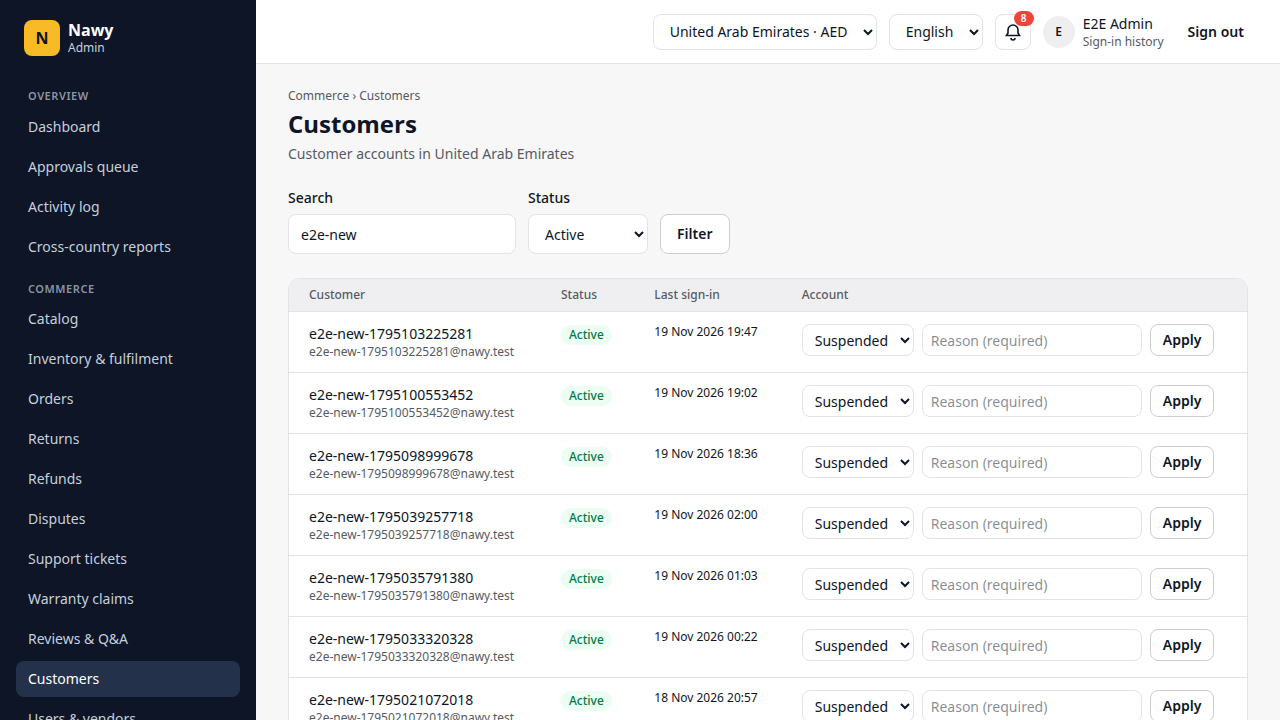 N
Nawy
Admin
OVERVIEW
Dashboard
Approvals queue
Activity log
Cross-country reports
COMMERCE
Catalog
Inventory & fulfilment
Orders
Returns
Refunds
Disputes
Support tickets
Warranty claims
Reviews & Q&A
Customers
Users & vendors
United Arab Emirates · AED
English
8
E
E2E Admin
Sign-in history
Sign out
Commerce › Customers
Customers
Customer accounts in United Arab Emirates
Search
Status
e2e-new
Active
Filter
Customer Status Last sign-in Account
e2e-new-1795103225281 Active 19 Nov 2026 19:47 Suspended Reason (required) Apply
e2e-new-1795103225281@nawy.test
e2e-new-1795100553452 Active 19 Nov 2026 19:02 Suspended Reason (required) Apply
e2e-new-1795100553452@nawy.test
e2e-new-1795098999678 Active 19 Nov 2026 18:36 Suspended Reason (required) Apply
e2e-new-1795098999678@nawy.test
e2e-new-1795039257718 Active 19 Nov 2026 02:00 Suspended Reason (required) Apply
e2e-new-1795039257718@nawy.test
e2e-new-1795035791380 Active 19 Nov 2026 01:03 Suspended Reason (required) Apply
e2e-new-1795035791380@nawy.test
e2e-new-1795033320328 Active 19 Nov 2026 00:22 Suspended Reason (required) Apply
e2e-new-1795033320328@nawy.test
e2e-new-1795021072018 Active 18 Nov 2026 20:57 Suspended Reason (required) Apply
e2e-new-1795021072018@nawy.test